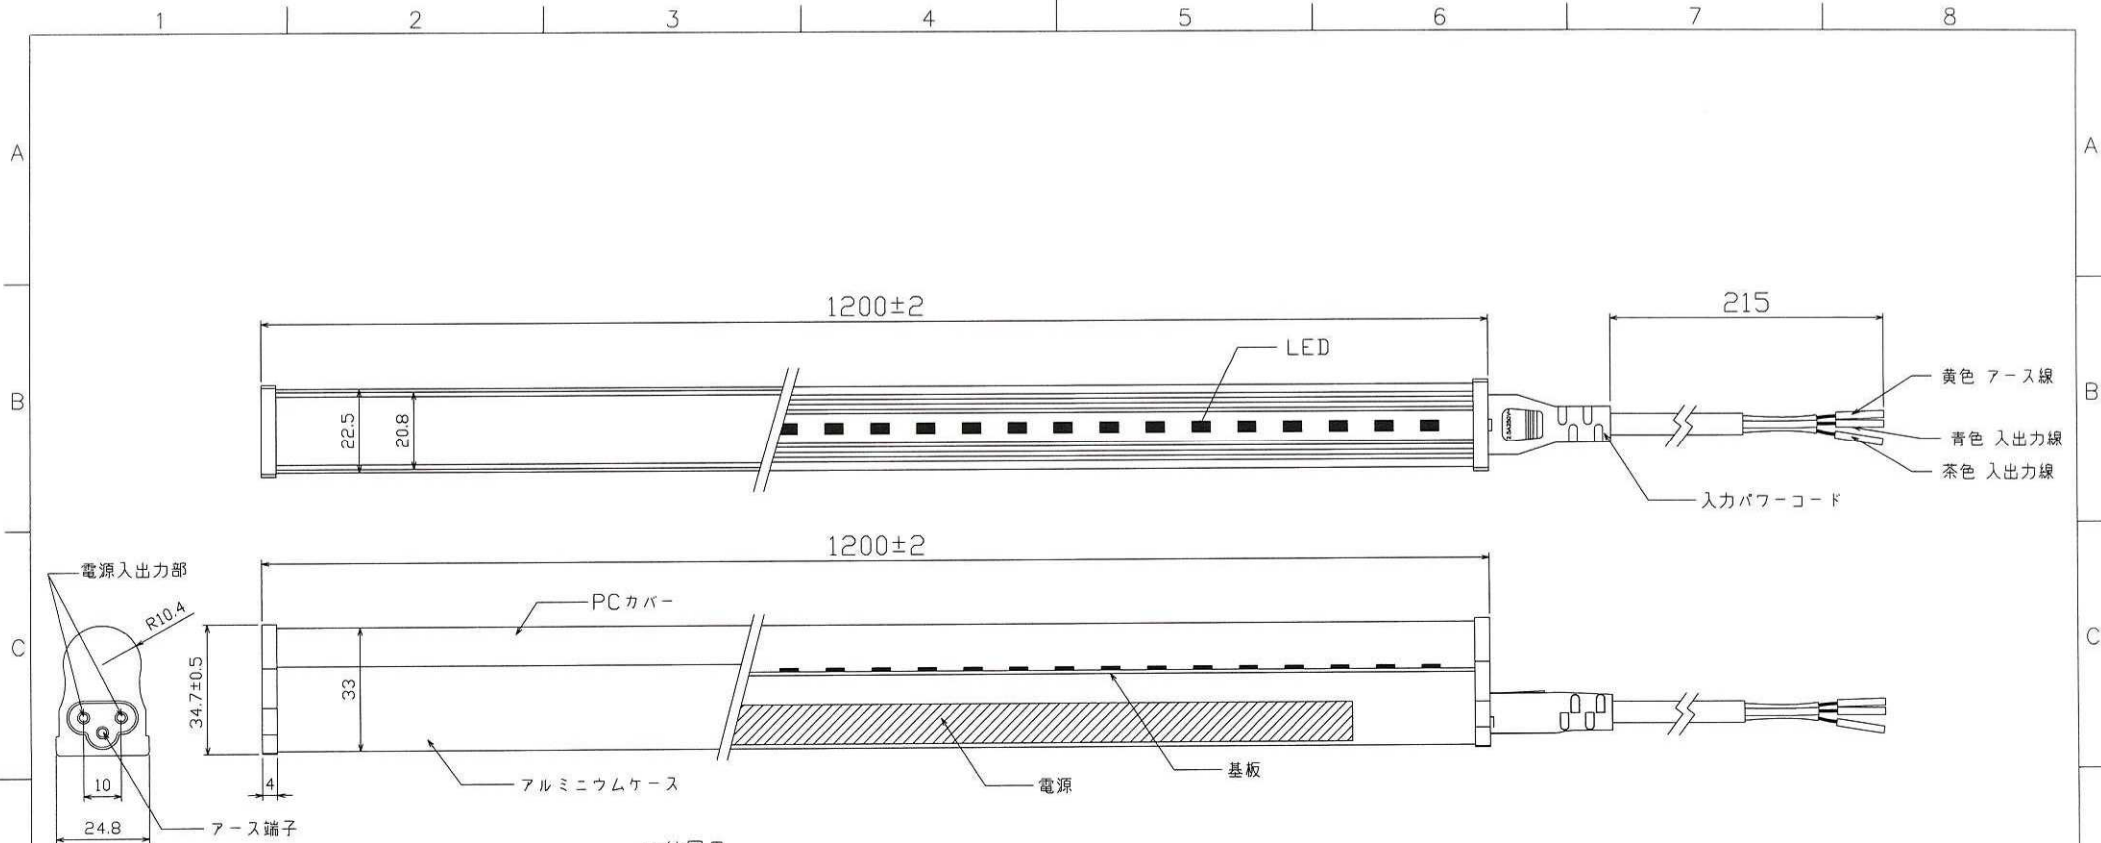 1 2 3 4 5 6 7 8
A A
1200±2 215
LED
黄色 アース線
B B
22.5
20.8
青色 入出力線
茶色 入出力線
入力パワーコード
1200±2
電源入出力部
PCカバー
R10.4
C C
34.7±0.5
33
基板
アルミニウムケース
電源
10
4
24.8
アース端子